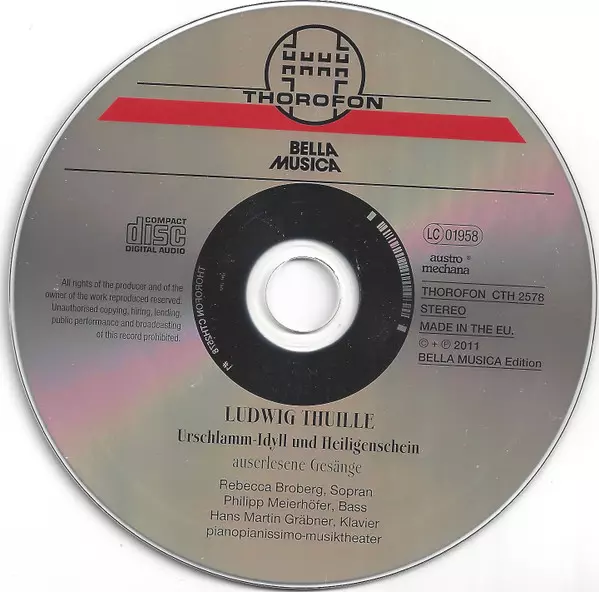 THOROFON
BELLA
MUSICA
COMPACT
disc
DIGITAL AUDIO
LC 01958
austro ®
mechana
All rights of the producer and of the
owner of the work reproduced reserved.
Unauthorised copying, hiring, lending,
public performance and broadcasting
of this record prohibited.
THOROFON CTH 2578
STEREO
MADE IN THE EU.
© + ℗ 2011
BELLA MUSICA Edition
THOROFON CTH2578
LUDWIG THUILLE
Urschlamm-Idyll und Heiligenschein
auserlesene Gesänge
Rebecca Broberg, Sopran
Philipp Meierhöfer, Bass
Hans Martin Gräbner, Klavier
pianopianissimo-musiktheater